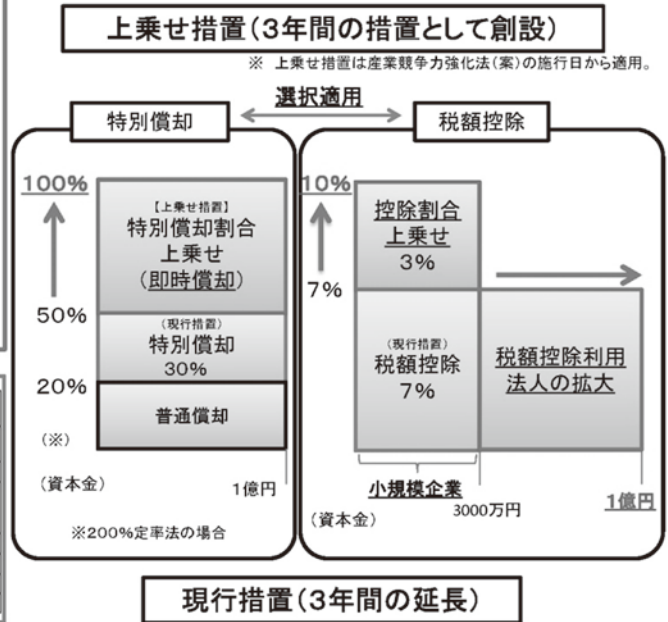 上乗せ措置(3年間の措置として創設)
※ 上乗せ措置は産業競争力強化法(案)の施行日から適用。
選択適用
特別償却
税額控除
100%
【上乗せ措置】
特別償却割合
上乗せ
(即時償却)
50%
(現行措置)
特別償却
30%
20%
普通償却
(※)
(資本金)
1億円
※200%定率法の場合
10%
控除割合
上乗せ
3%
7%
(現行措置)
税額控除
7%
税額控除利用
法人の拡大
小規模企業
3000万円
1億円
(資本金)
現行措置(3年間の延長)